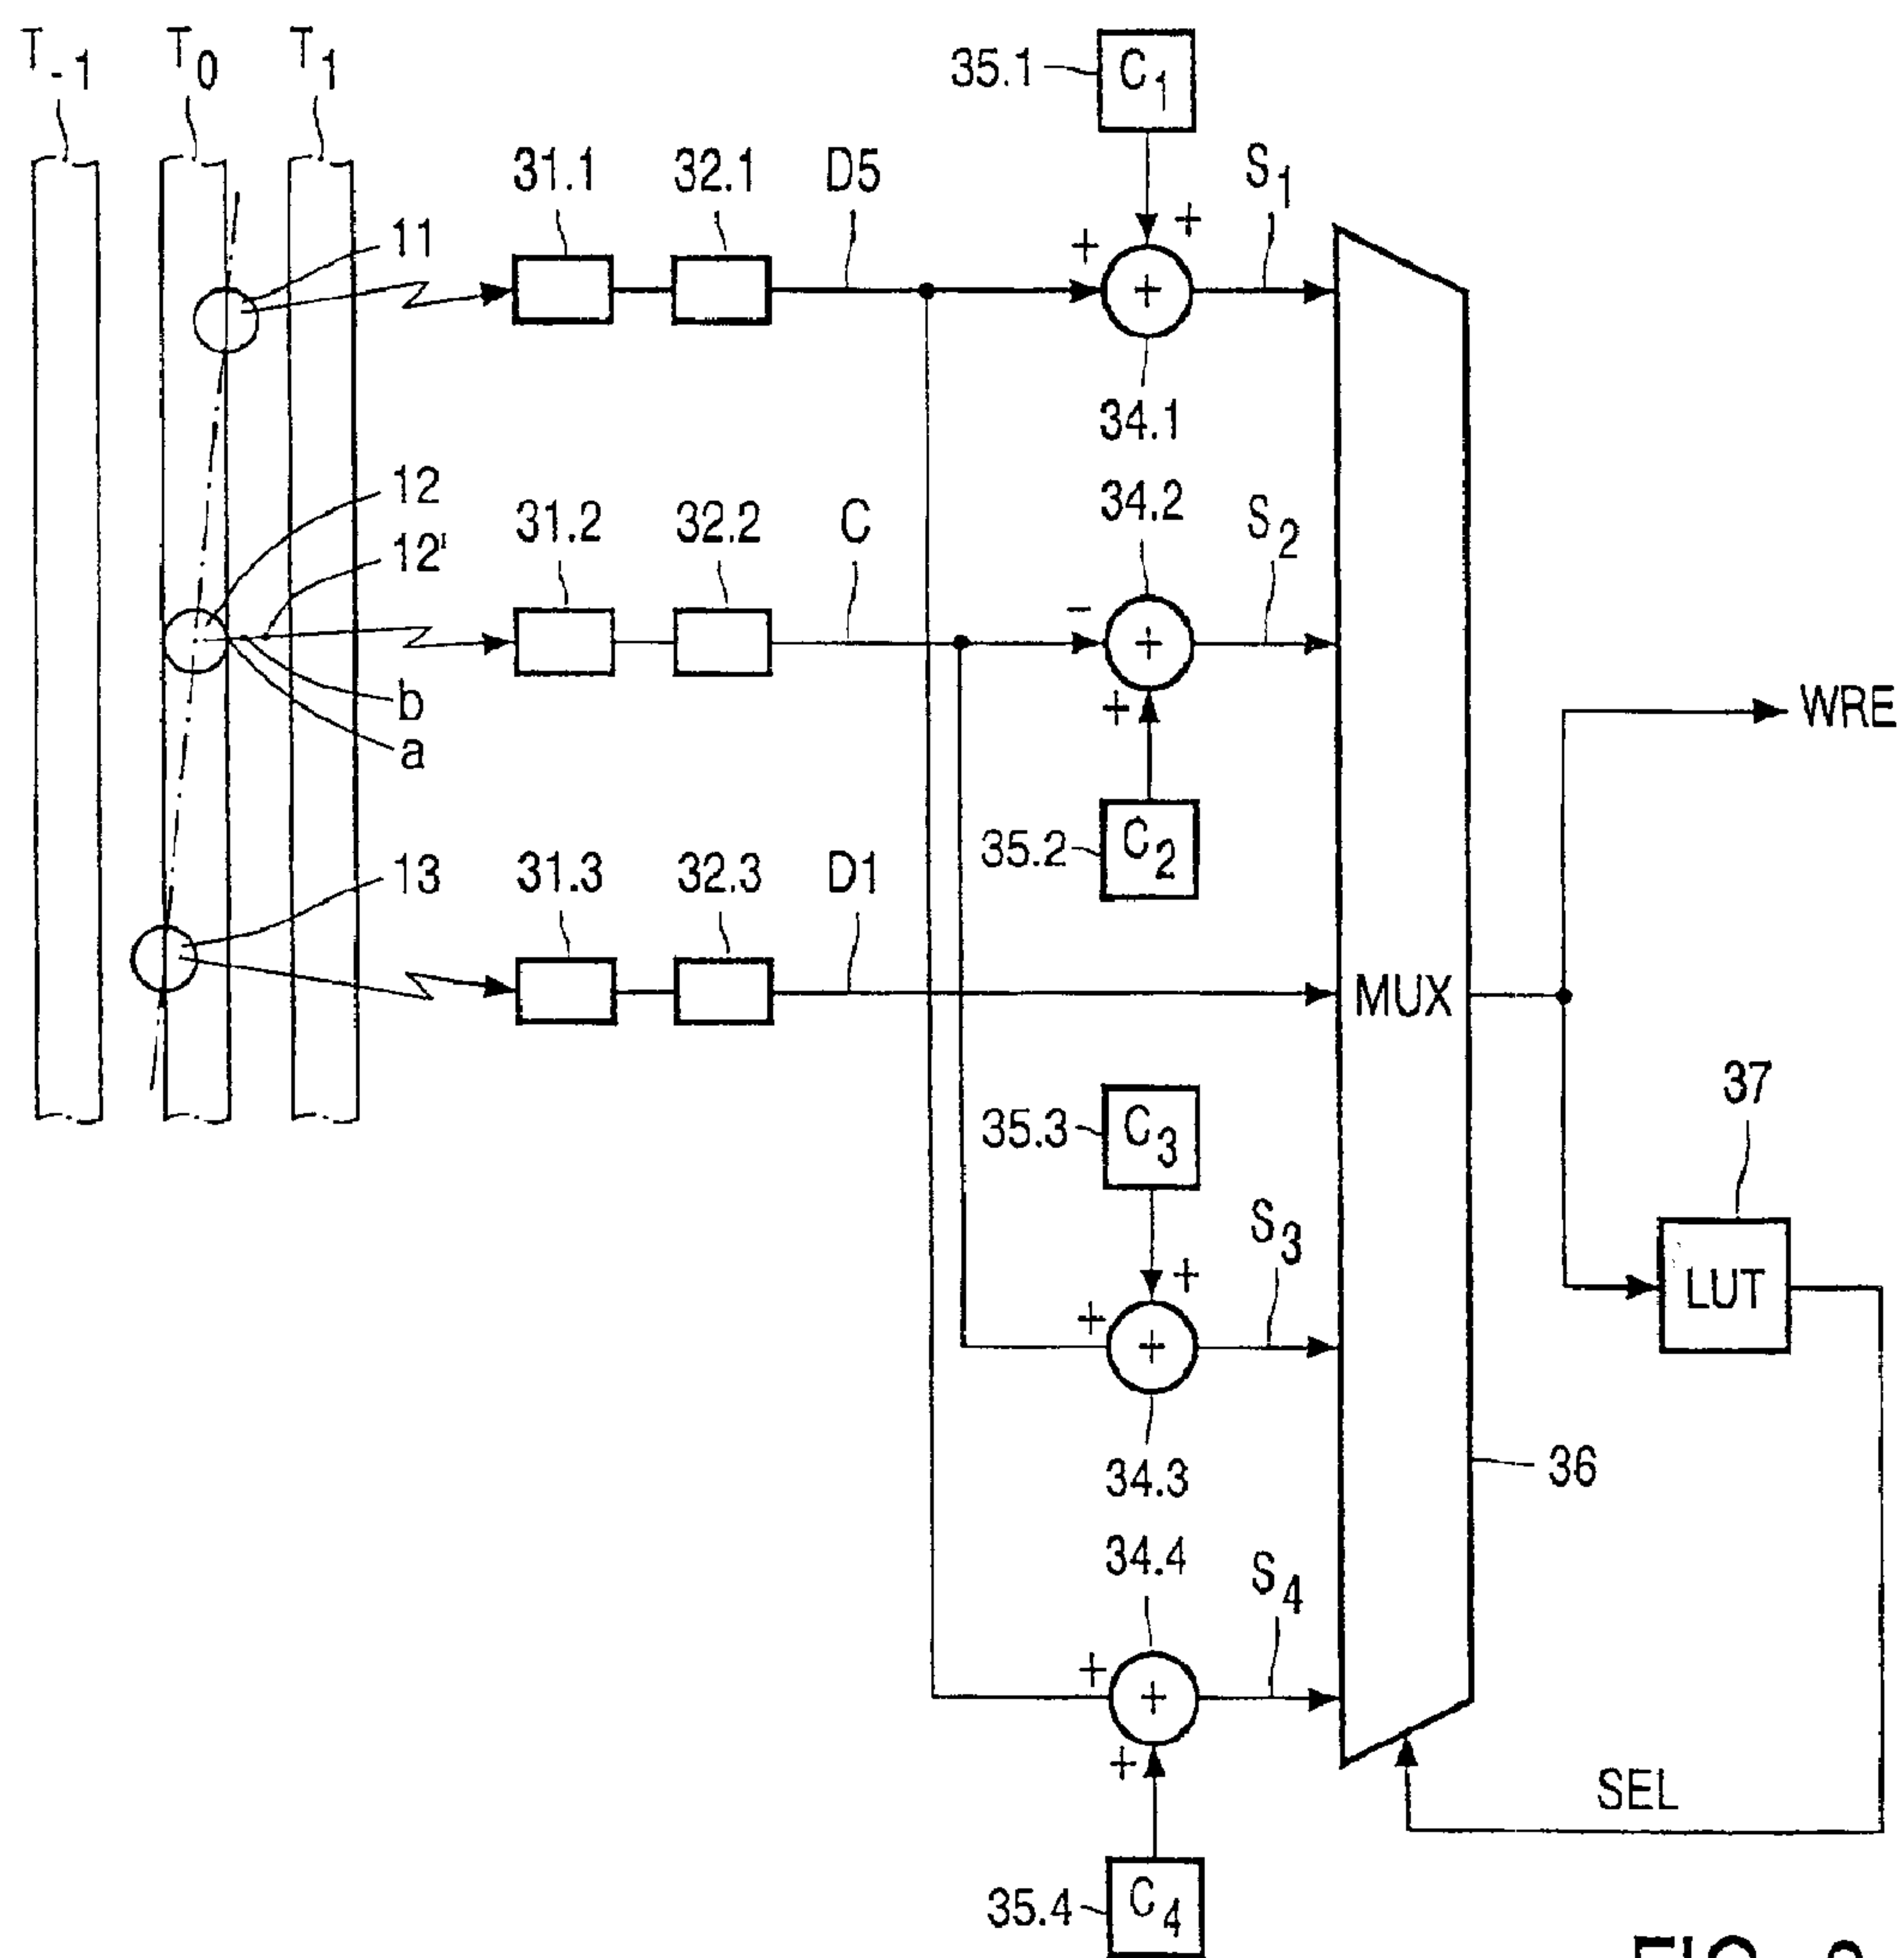 T-1 T0 T1
35.1 C1
31.1 32.1 D5 + + S1
11
+
34.1
12
12'
31.2 32.2 C 34.2 S2
- +
b
a
+
WRE
35.2 C2
13
31.3 32.3 D1
MUX
35.3 C3
37
S3
+ +
+
LUT
34.3
36
34.4 S4
+ +
+
SEL
35.4 C4